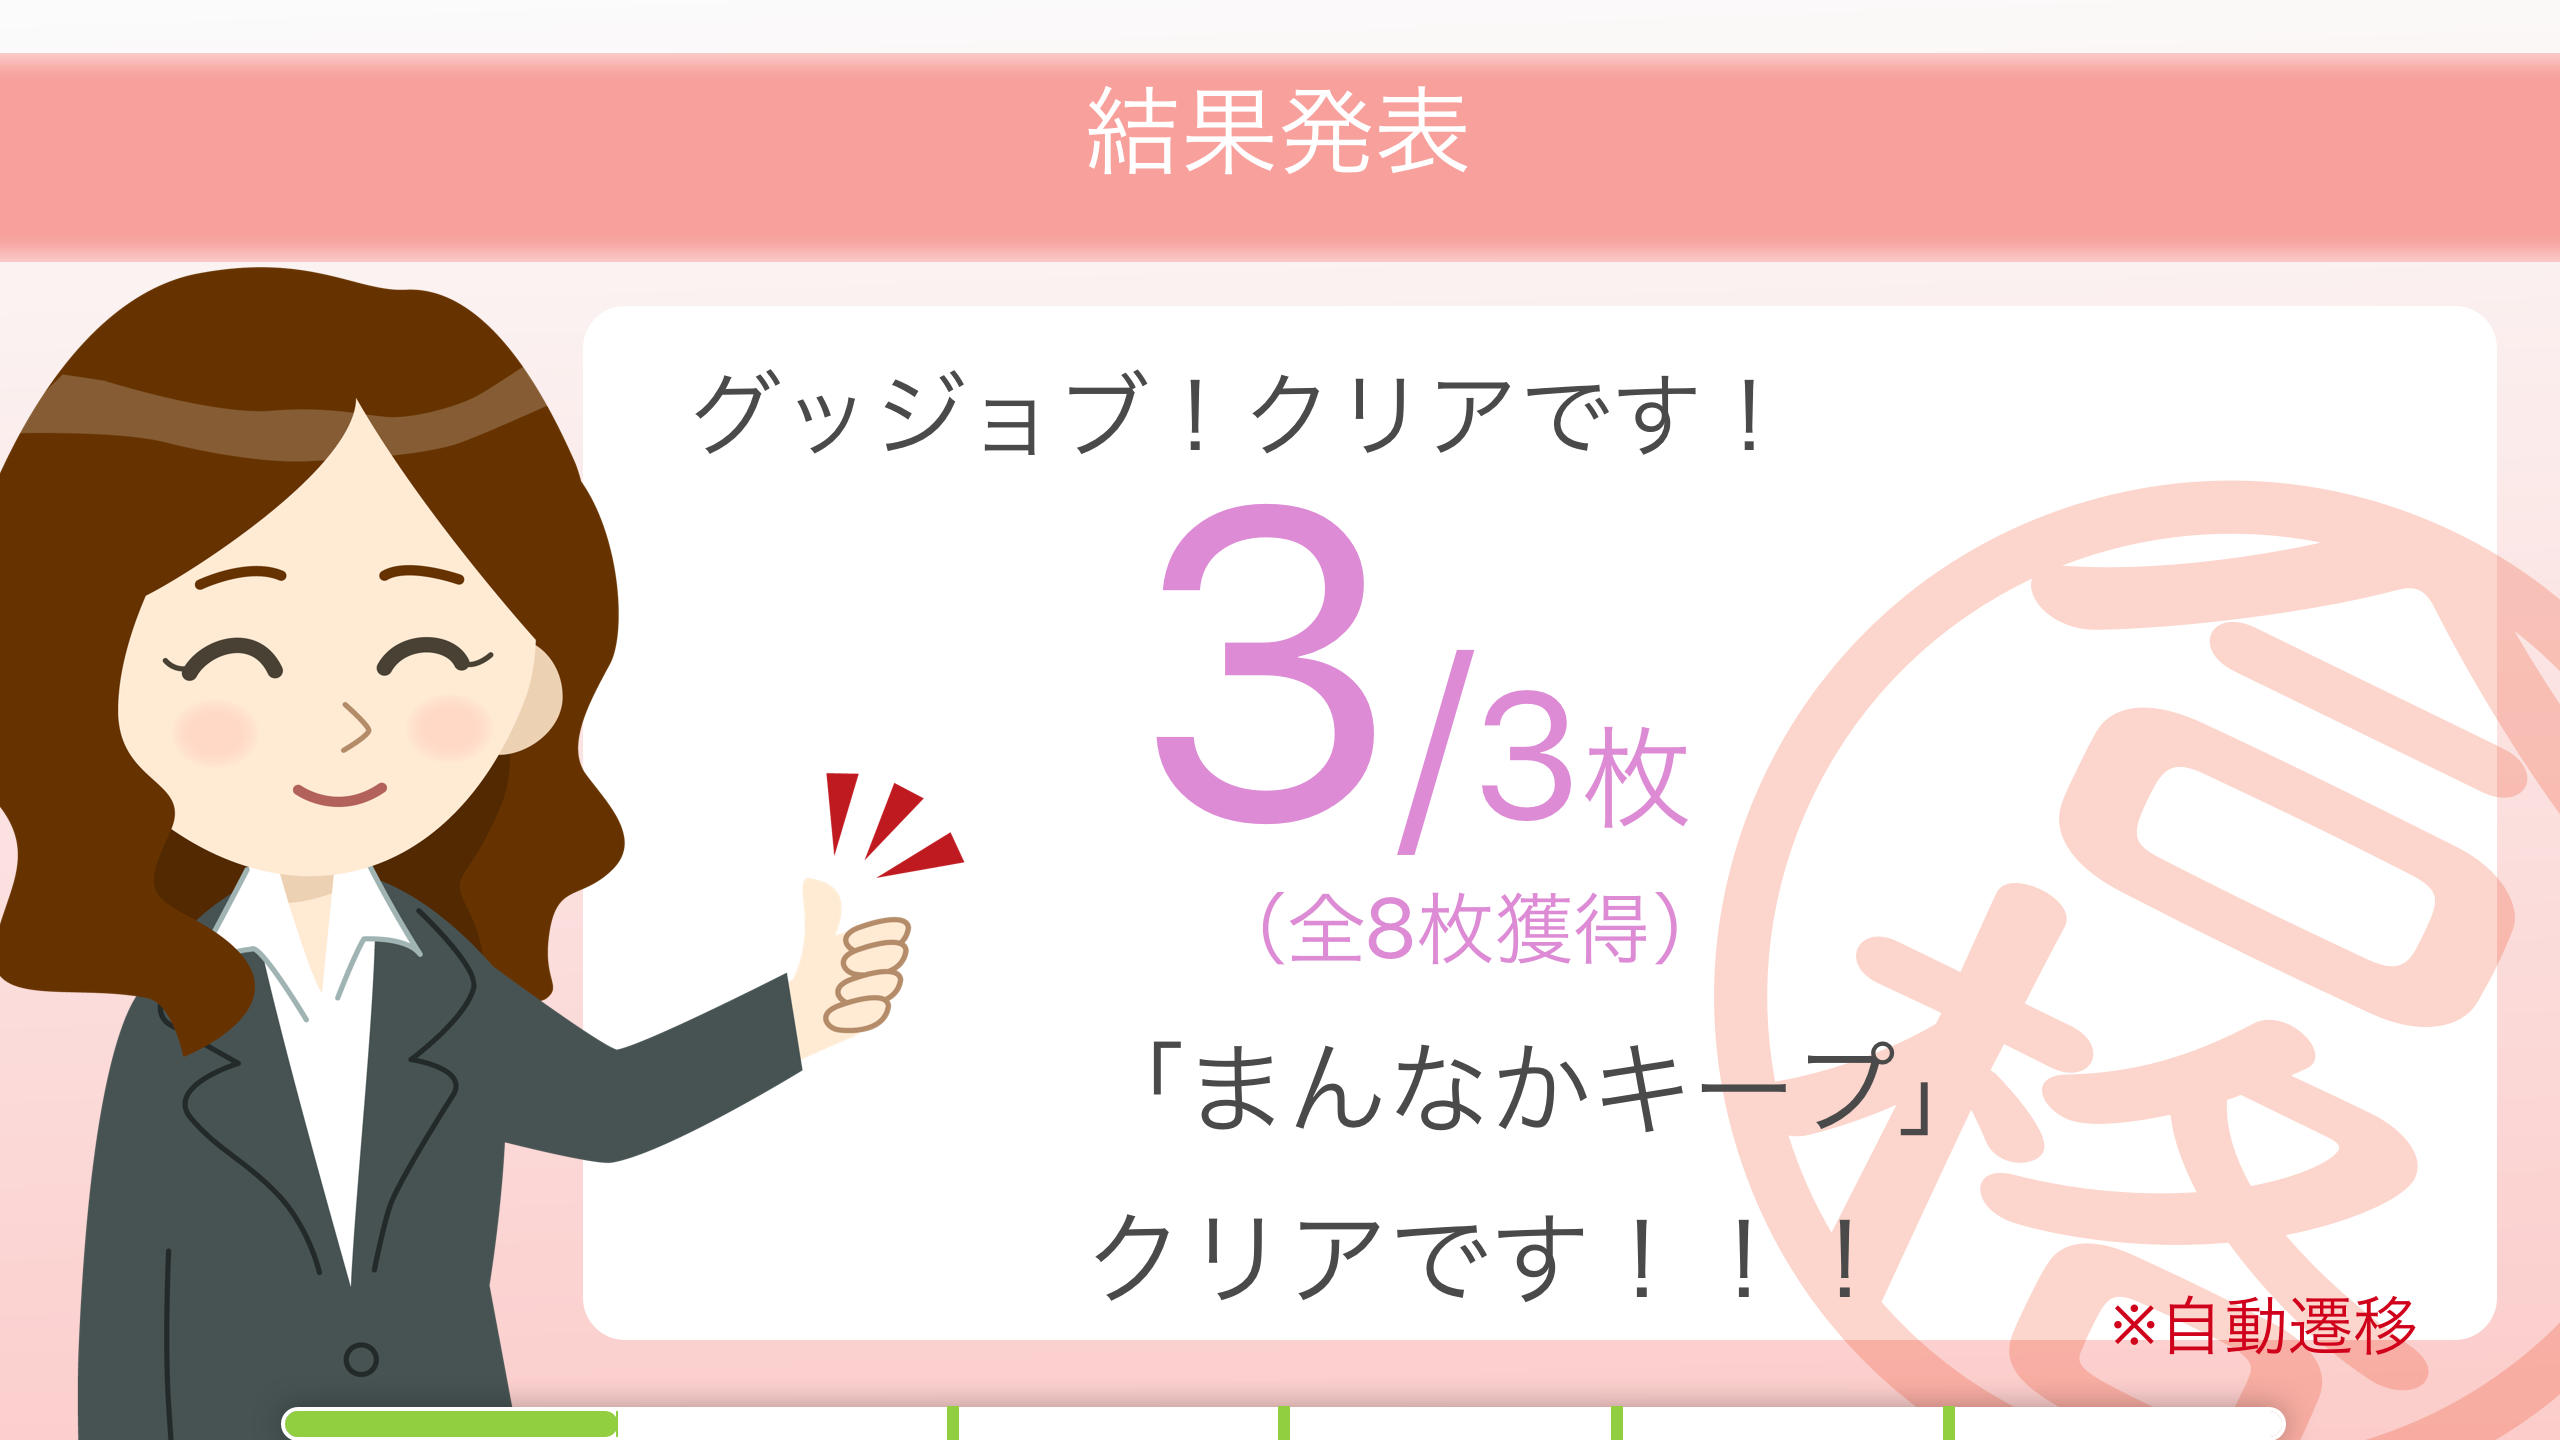 結果発表
グッジョブ！クリアです！
3/3枚
（全8枚獲得）
「まんなかキープ」
クリアです！！！
※自動遷移
合格